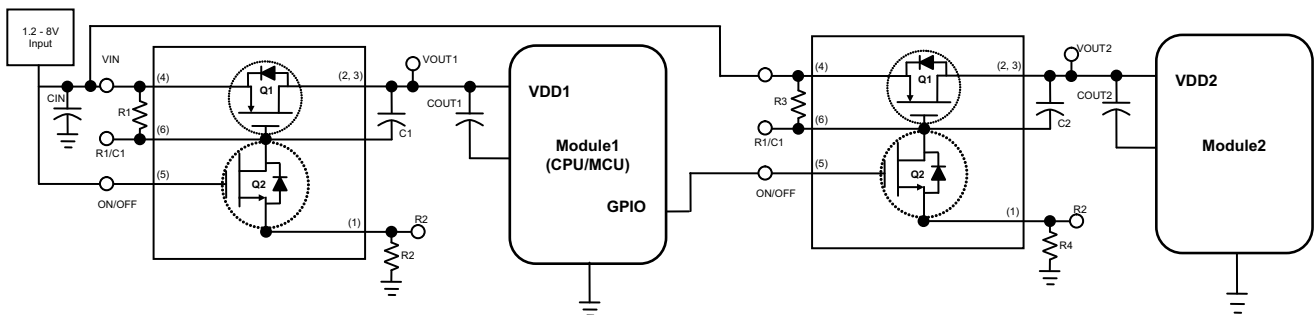 1.2 - 8V
Input
VIN
CIN
R1
(4)
(6)
(5)
R1/C1
ON/OFF
Q1
Q2
(2, 3)
(1)
C1
VOUT1
COUT1
R2
R2
VDD1
Module1
(CPU/MCU)
GPIO
(4)
(6)
(5)
R3
R1/C1
ON/OFF
Q1
Q2
(2, 3)
(1)
VOUT2
COUT2
C2
R2
R4
VDD2
Module2